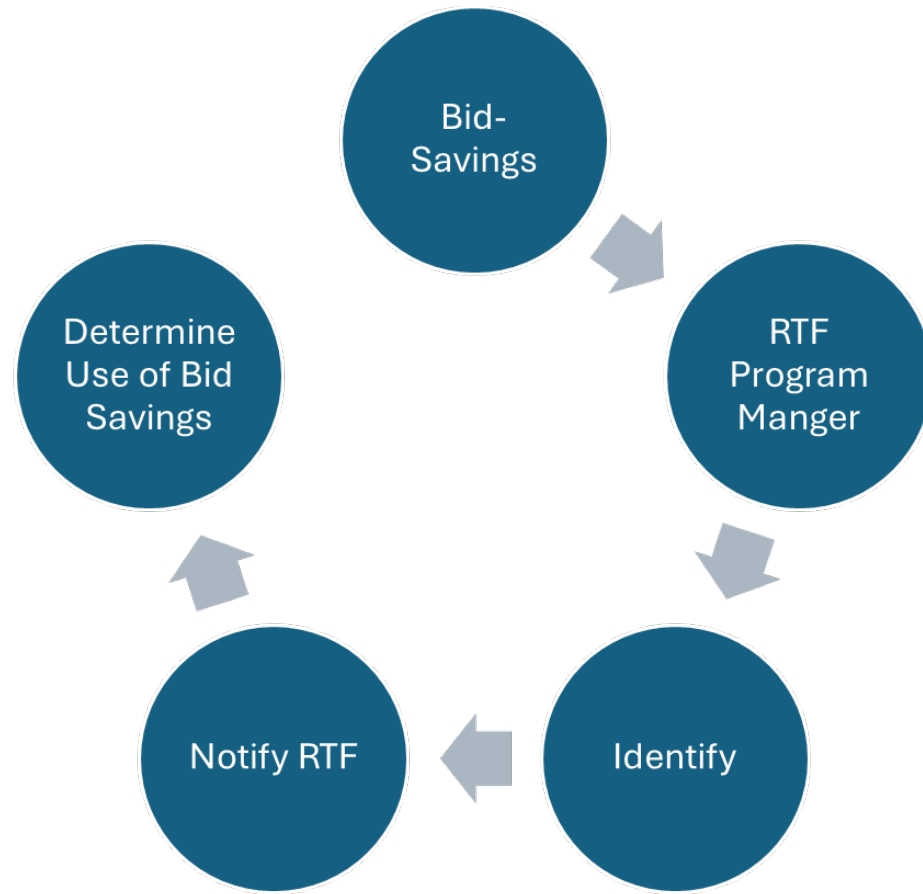 Bid-
Savings
RTF
Program
Manger
Identify
Notify RTF
Determine
Use of Bid
Savings